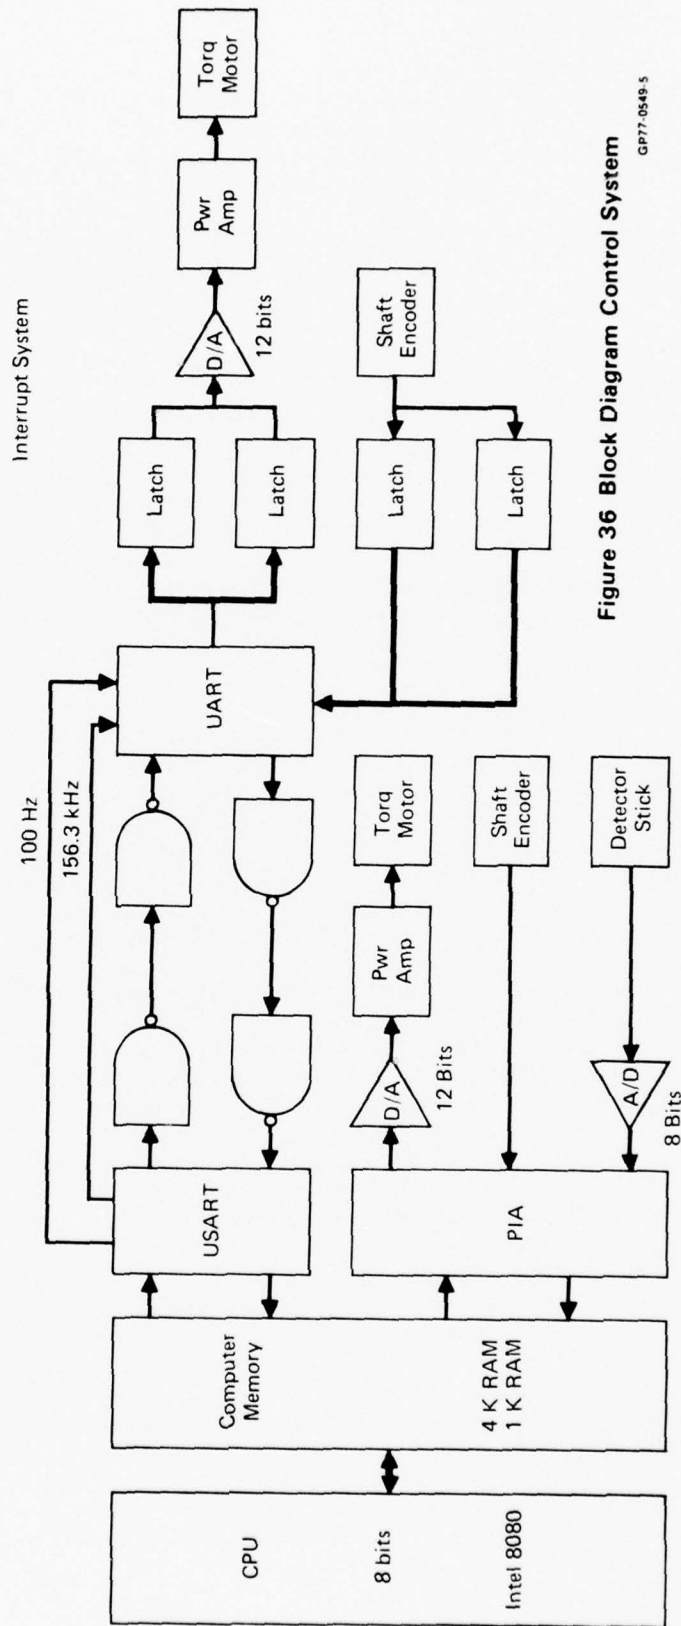 Interrupt System
100 Hz
156.3 kHz
CPU
8 bits
Intel 8080
Computer
Memory
4 K RAM
1 K RAM
USART
UART
Latch
Latch
D/A
12 bits
Pwr
Amp
Torq
Motor
Latch
Latch
Shaft
Encoder
PIA
D/A
12 Bits
Pwr
Amp
Torq
Motor
Shaft
Encoder
A/D
8 Bits
Detector
Stick
Figure 36 Block Diagram Control System
GP77-0549-5